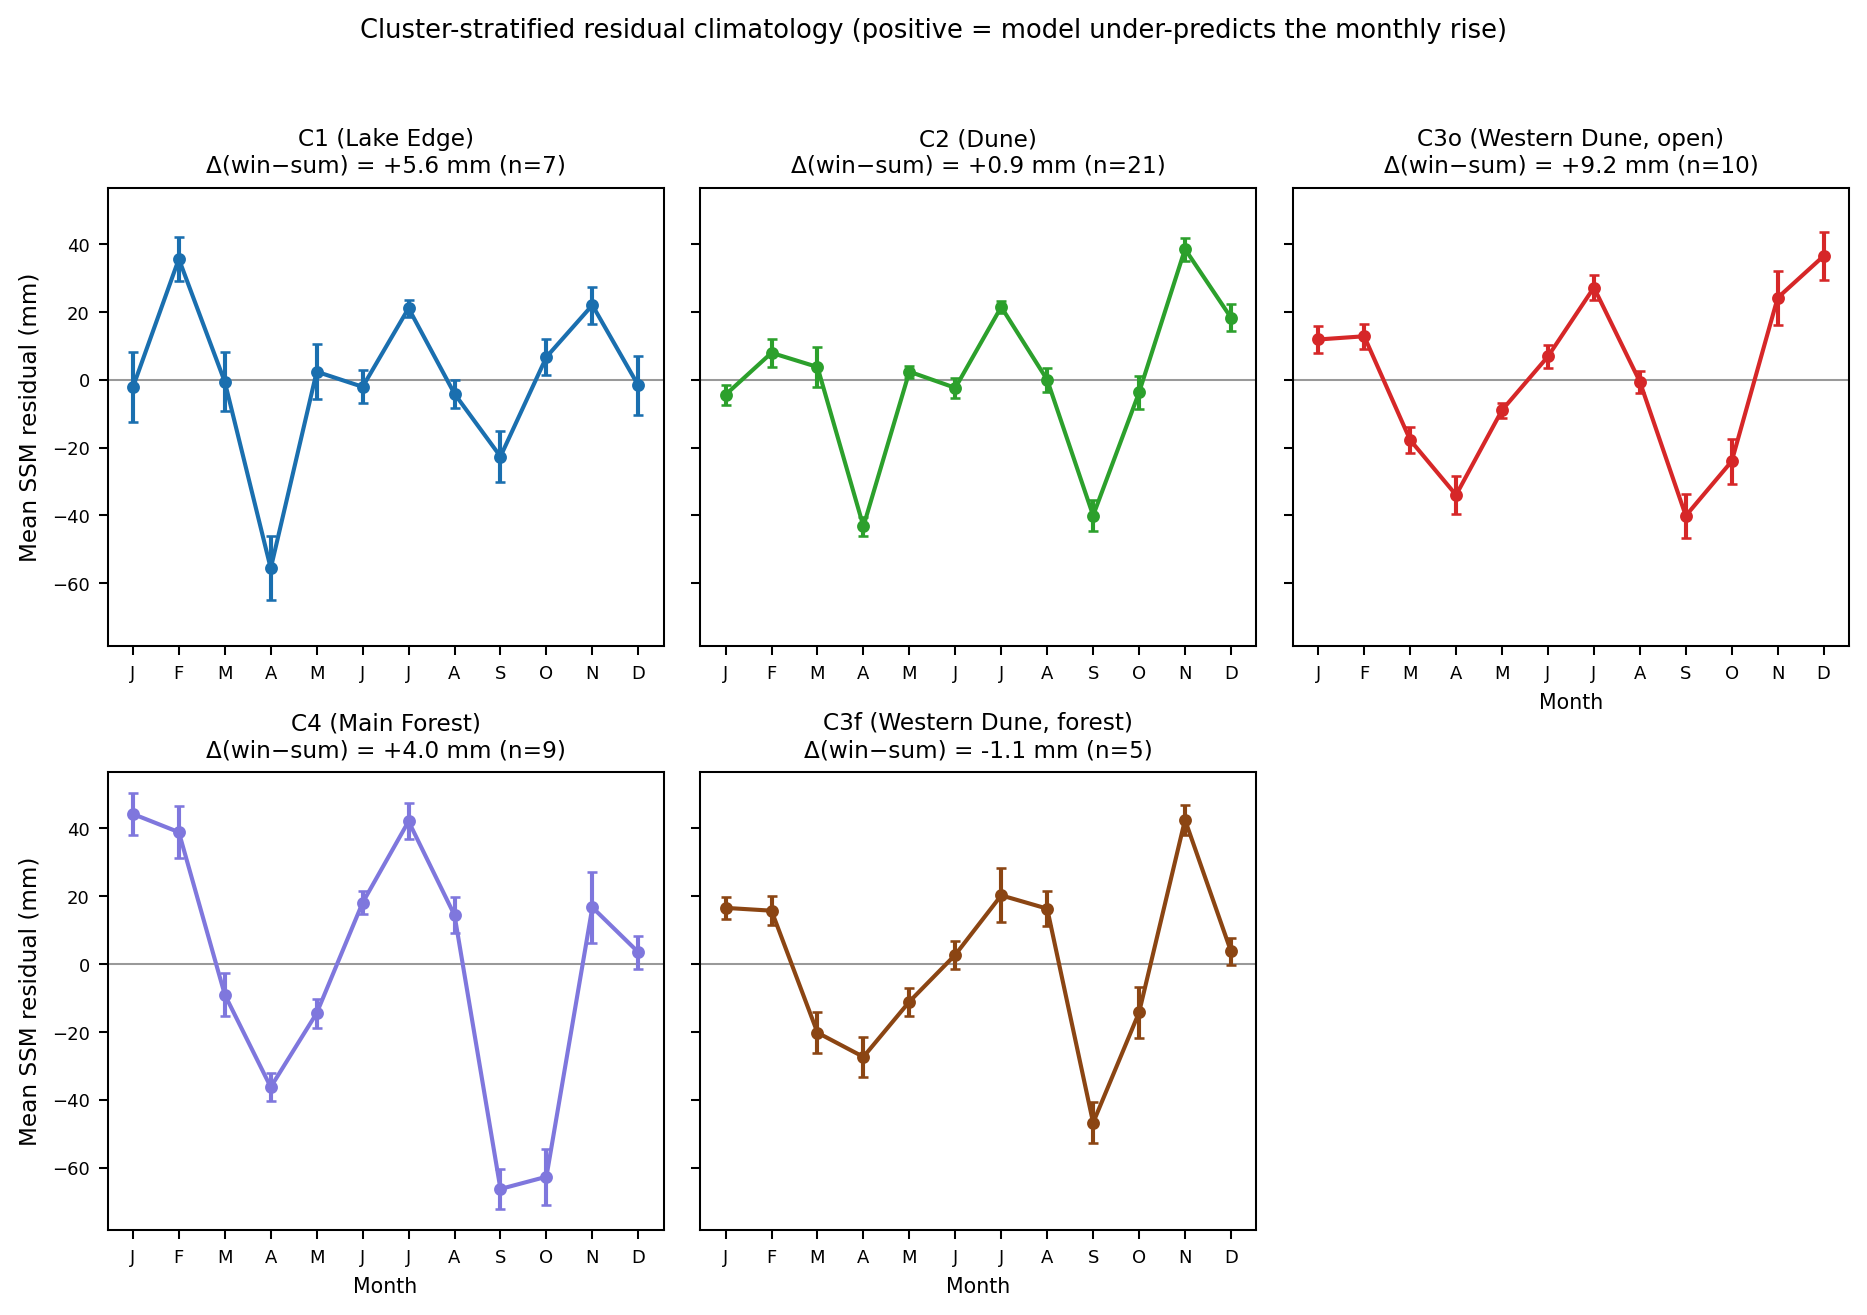 Cluster-stratified residual climatology (positive = model under-predicts the monthly rise)
C1 (Lake Edge)
Δ(win−sum) = +5.6 mm (n=7)
C2 (Dune)
Δ(win−sum) = +0.9 mm (n=21)
C3o (Western Dune, open)
Δ(win−sum) = +9.2 mm (n=10)
Mean SSM residual (mm)
40
20
0
−20
−40
−60
J F M A M J J A S O N D
J F M A M J J A S O N D
J F M A M J J A S O N D
Month
C4 (Main Forest)
Δ(win−sum) = +4.0 mm (n=9)
C3f (Western Dune, forest)
Δ(win−sum) = -1.1 mm (n=5)
Mean SSM residual (mm)
40
20
0
−20
−40
−60
J F M A M J J A S O N D
Month
J F M A M J J A S O N D
Month